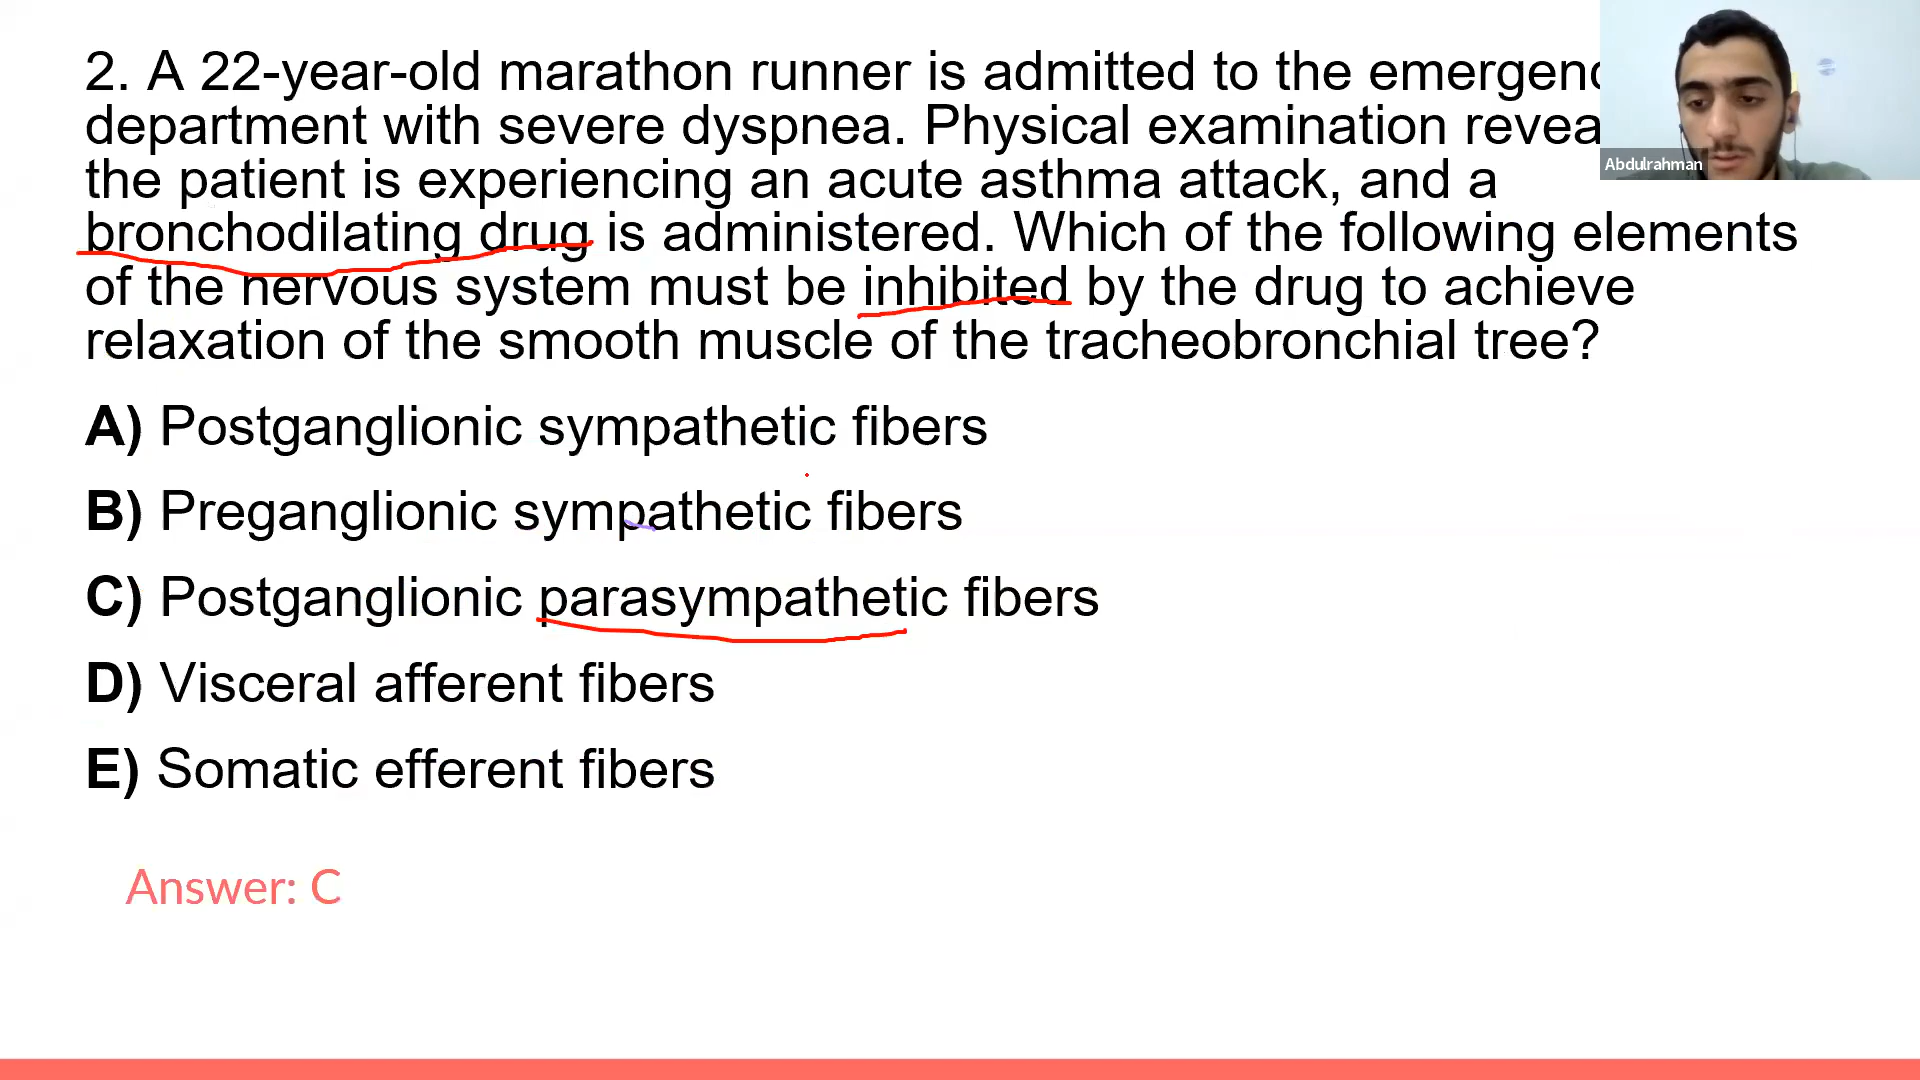 2. A 22-year-old marathon runner is admitted to the
department with severe dyspnea. Physical examination
the patient is experiencing an acute asthma attack, and a
bronchodilating drug is administered. Which of the following elements
of the nervous system must be inhibited by the drug to achieve
relaxation of the smooth muscle of the tracheobronchial tree?
A) Postganglionic sympathetic fibers
B) Preganglionic sympathetic fibers
C) Postganglionic parasympathetic fibers
D) Visceral afferent fibers
E) Somatic efferent fibers
Answer: C
Abdulrahman